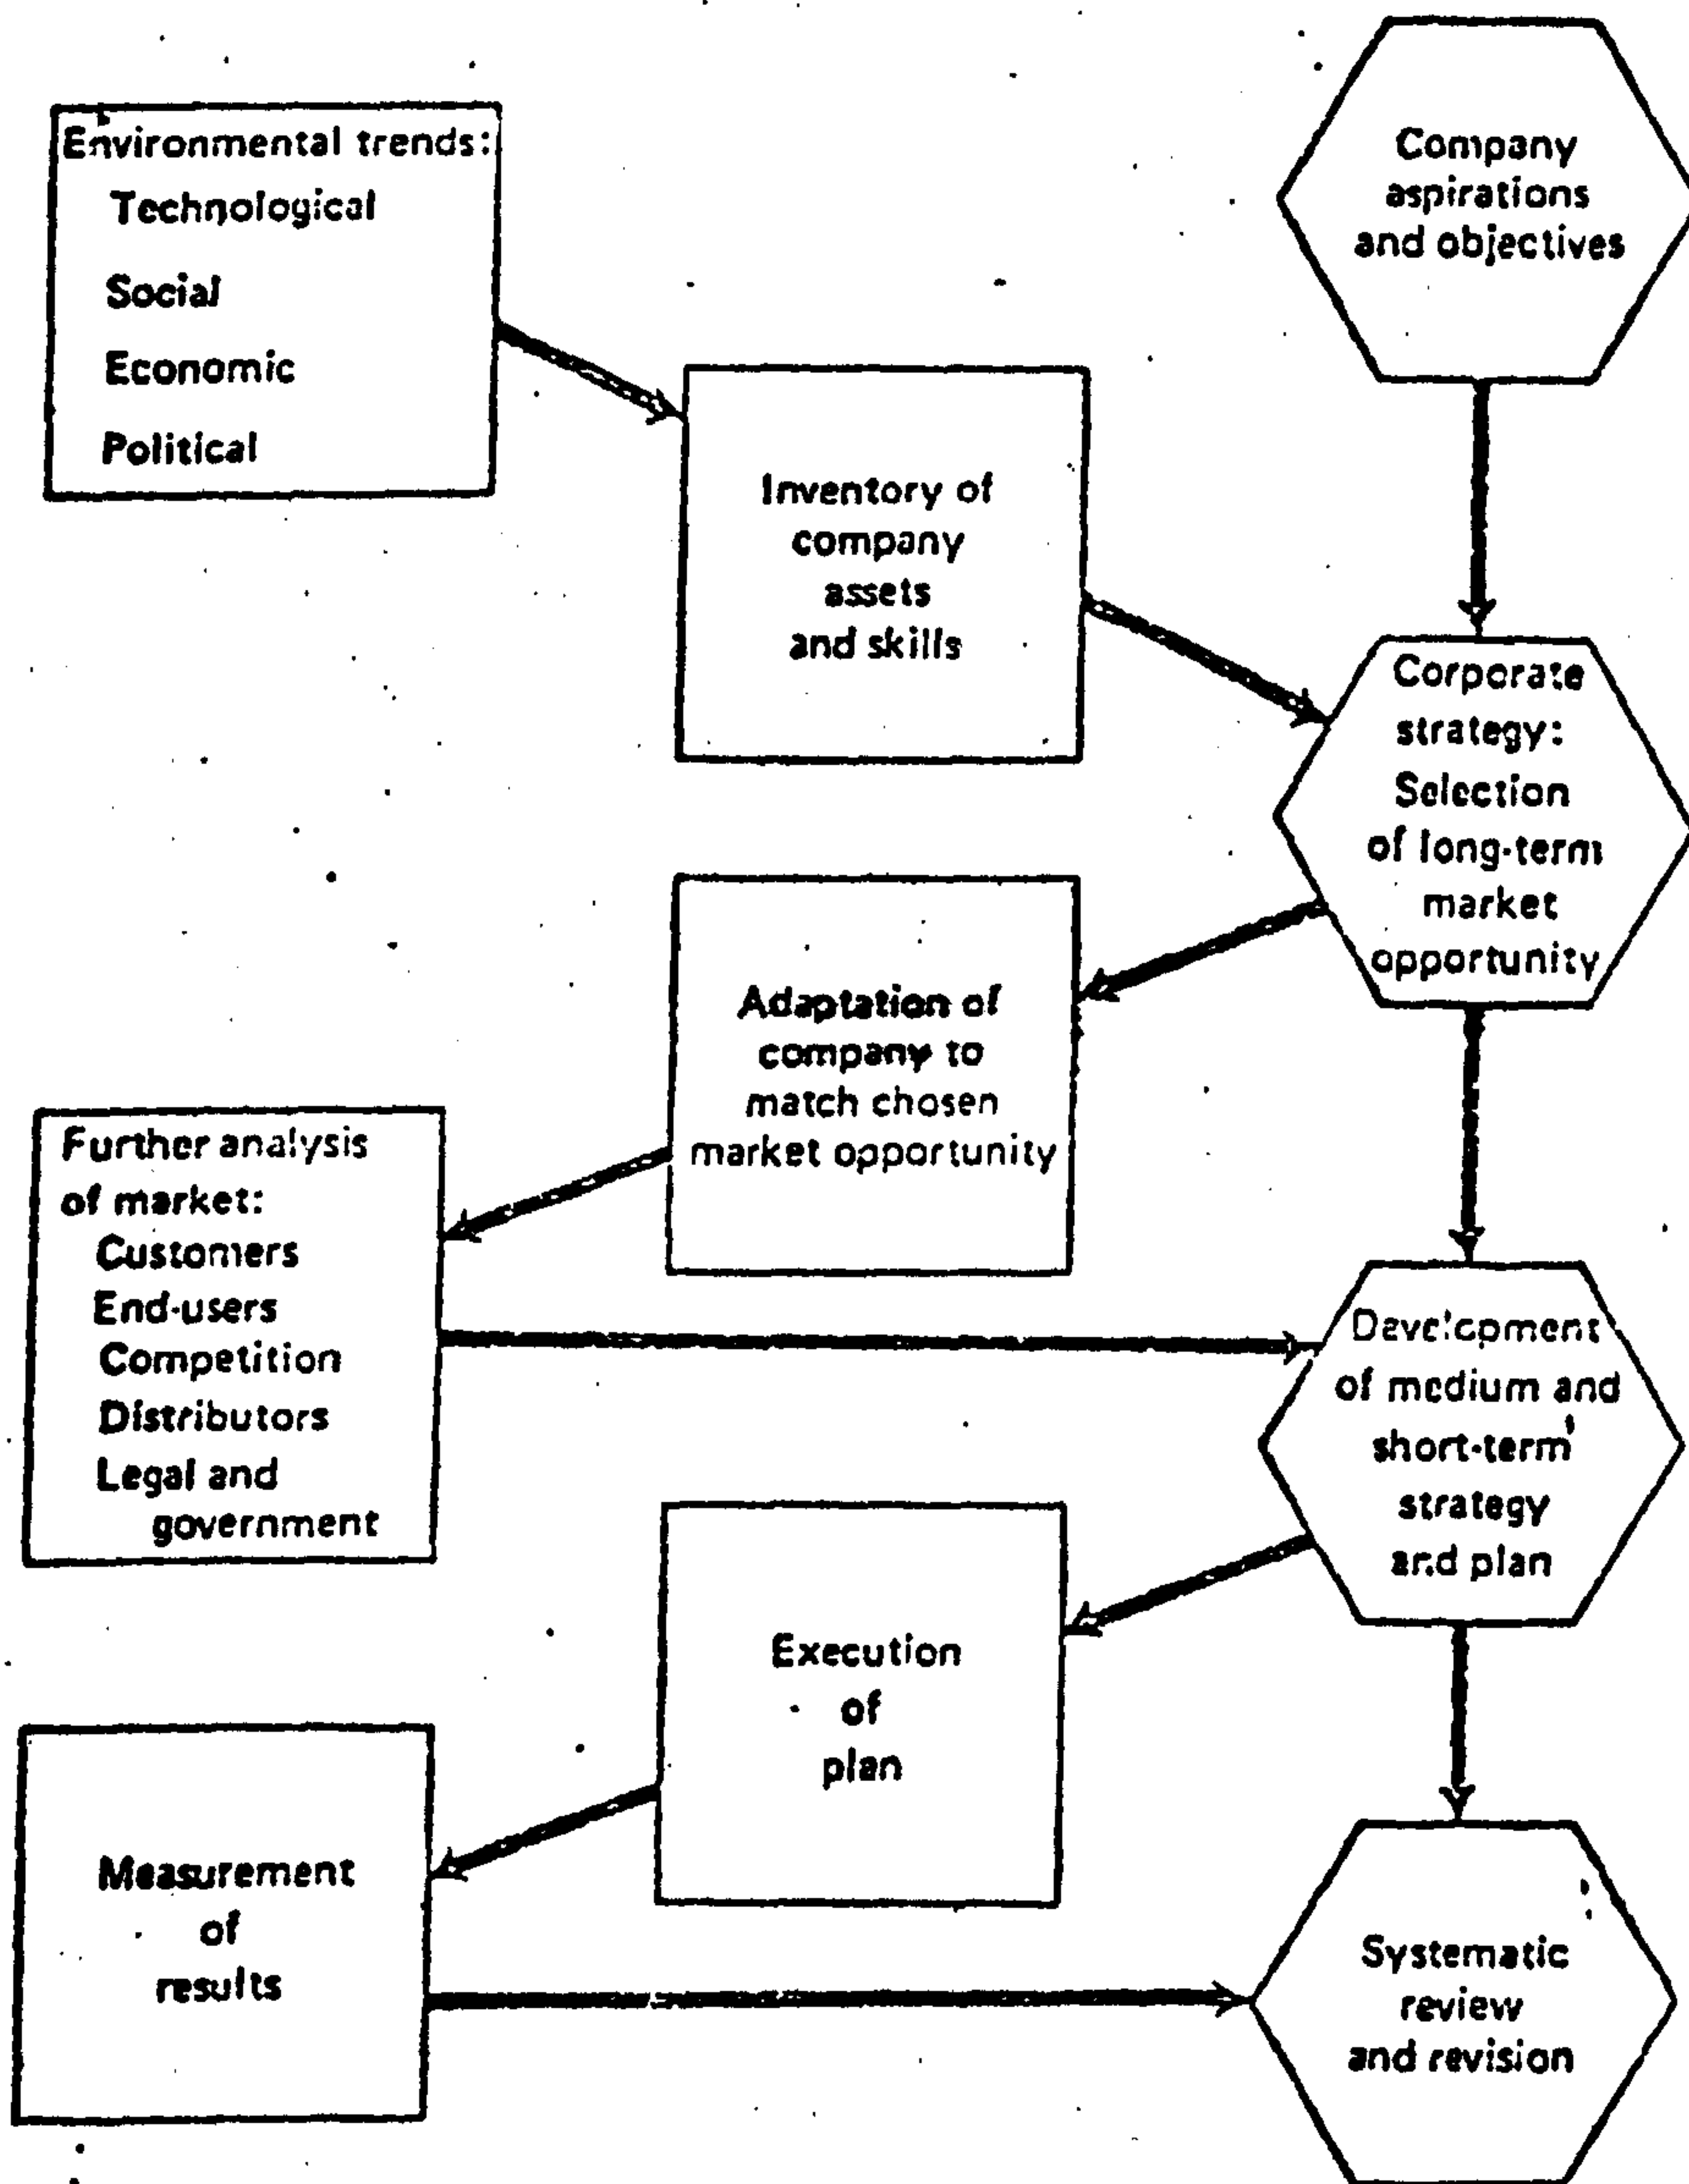 Environmental trends:
Technological
Social
Economic
Political
Company
aspirations
and objectives
Inventory of
company
assets
and skills
Corporate
strategy:
Selection
of long-term
market
opportunity
Adaptation of
company to
match chosen
market opportunity
Further analysis
of market:
Customers
End-users
Competition
Distributors
Legal and
government
Development
of medium and
short-term
strategy
and plan
Execution
of
plan
Measurement
of
results
Systematic
review
and revision